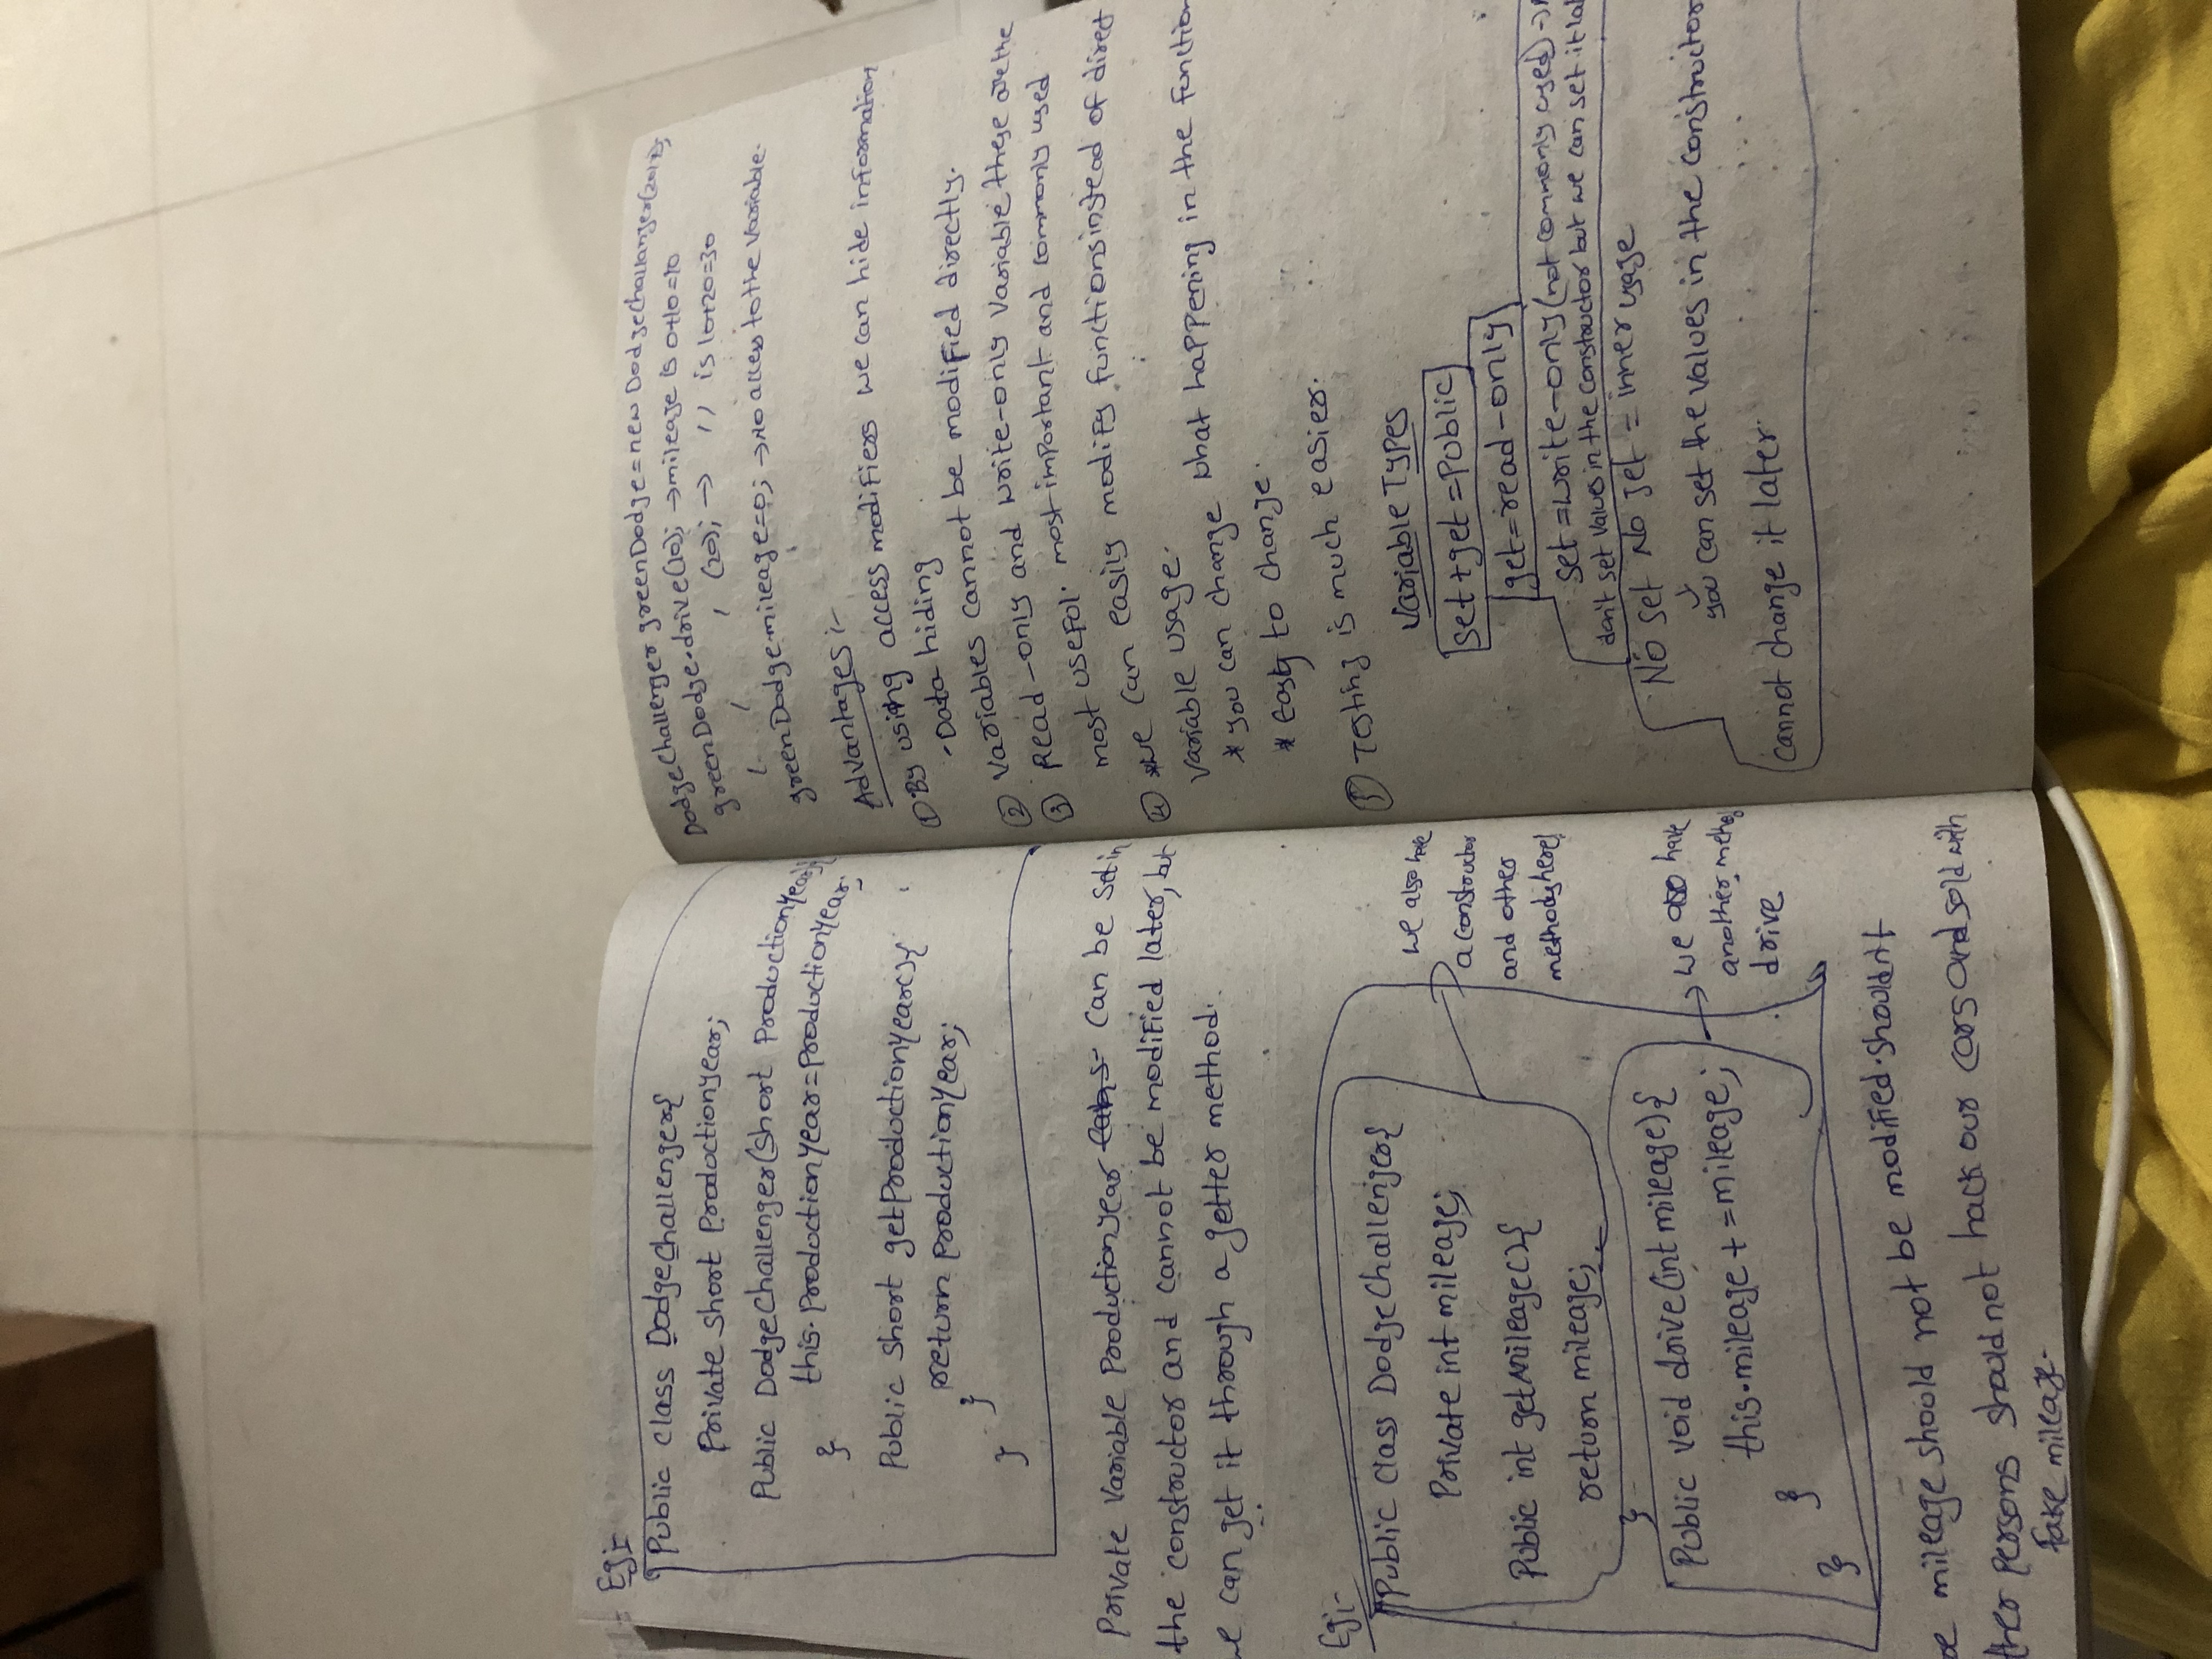 Eg:-
Public class DodgeChallenger{
Private short Productionyear;
Public DodgeChallenger(short ProductionYear){
this.ProductionYear=ProductionYear;
}
Public short getProductionYear(){
return ProductionYear;
}
}
Private Variable ProductionYear can be set in
the constructor and cannot be modified later, but
we can get it through a getter method.
Eg:-
Public class DodgeChallenger{
Private int mileage;
Public int getMileage(){
return mileage;
}
we also have
a constructor
and other
methods here!
Public void drive(int mileage){
this.mileage+=mileage;
}
}
we also have
another method
drive
mileage should not be modified. shouldn't
ther persons should not hack our cars and sold with
fake mileage.
DodgeChallenger greenDodge=new DodgeChallanger(
greenDodge.drive(10); →mileage is 0+10=10
, , , (20); → ,, is 10+20=30
greenDodge.mileage=0; →No access to the Variable.
Advantages:-
① By using access modifiers we can hide information
-Data hiding
② Variables cannot be modified directly.
③ Read-only and write-only Variable these are the
most useful. most important and commonly used
④ *we can easily modify functions instead of direct
Variable usage.
*you can change what happening in the function
* Easy to change.
⑤ Testing is much easier.
Variable Types
set+get=Public
get=read-only
set=write-only(not commonly used)→
don't set Values in the constructor but we can set it lat
No set No get = inner usage
↓
you can set the values in the constructor
cannot change it later.